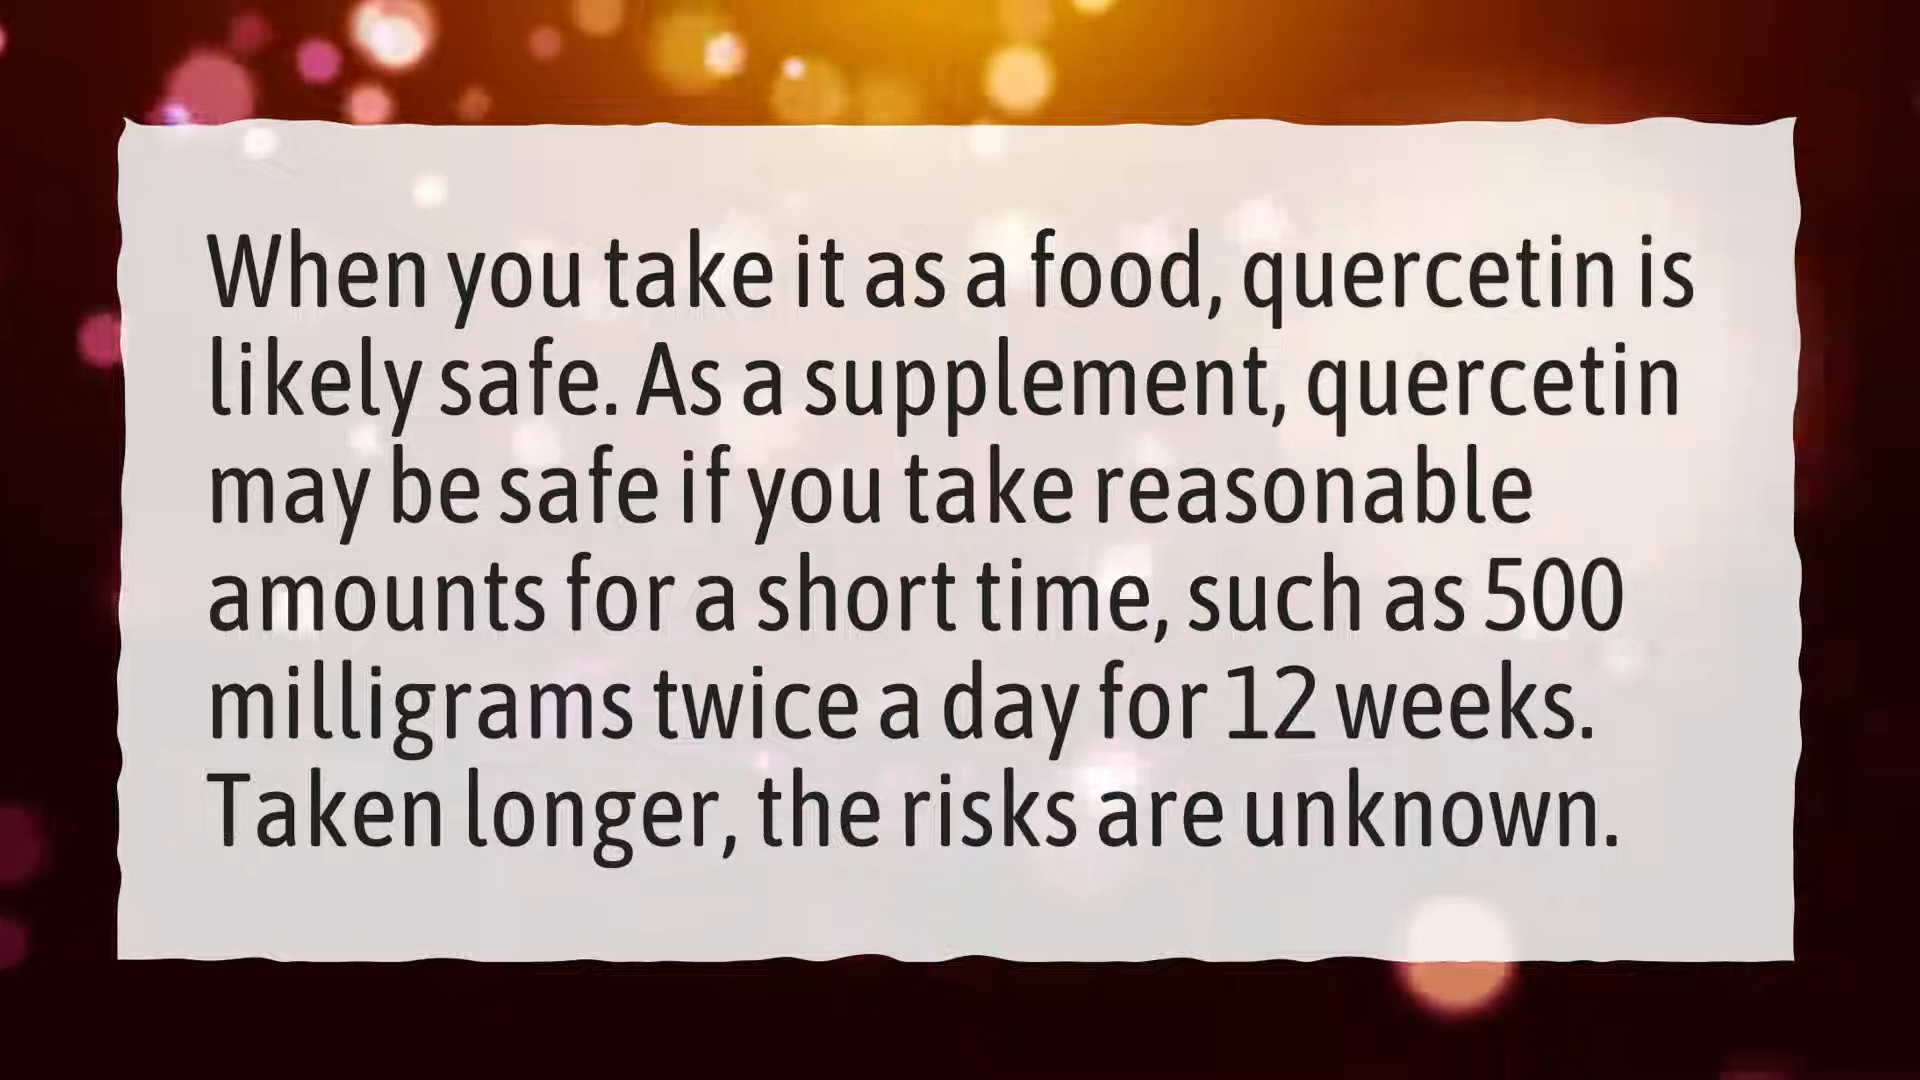 When you take it as a food, quercetin is
likely safe. As a supplement, quercetin
may be safe if you take reasonable
amounts for a short time, such as 500
milligrams twice a day for 12 weeks.
Taken longer, the risks are unknown.